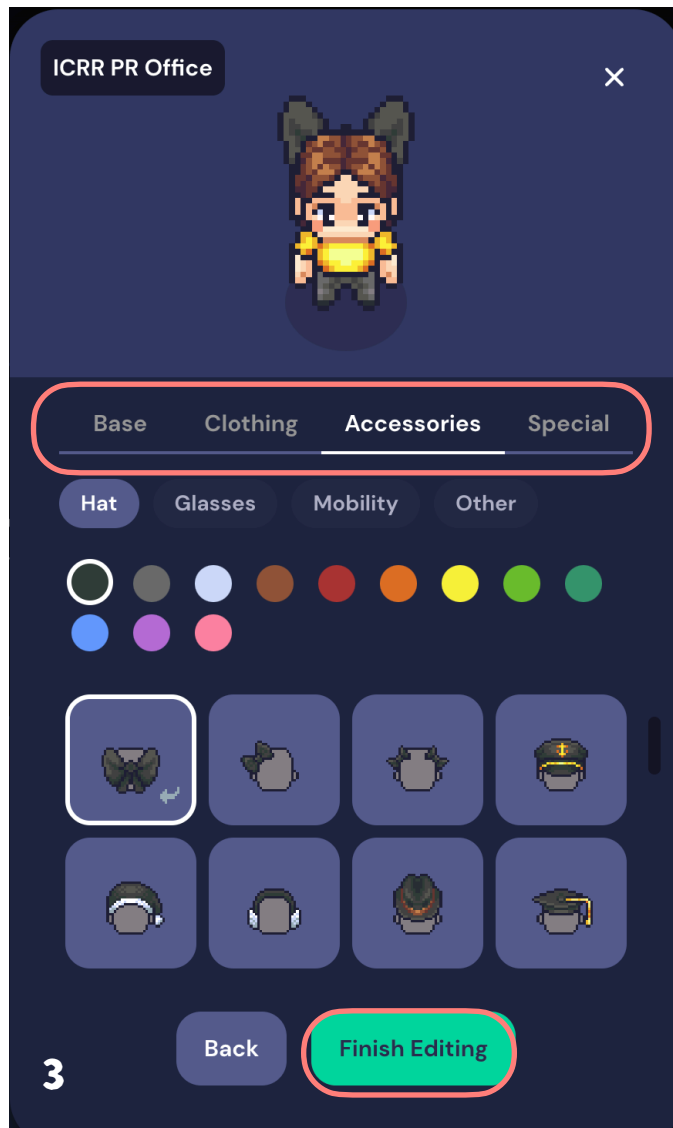 ICRR PR Office
Base Clothing Accessories Special
Hat Glasses Mobility Other
Back Finish Editing
3